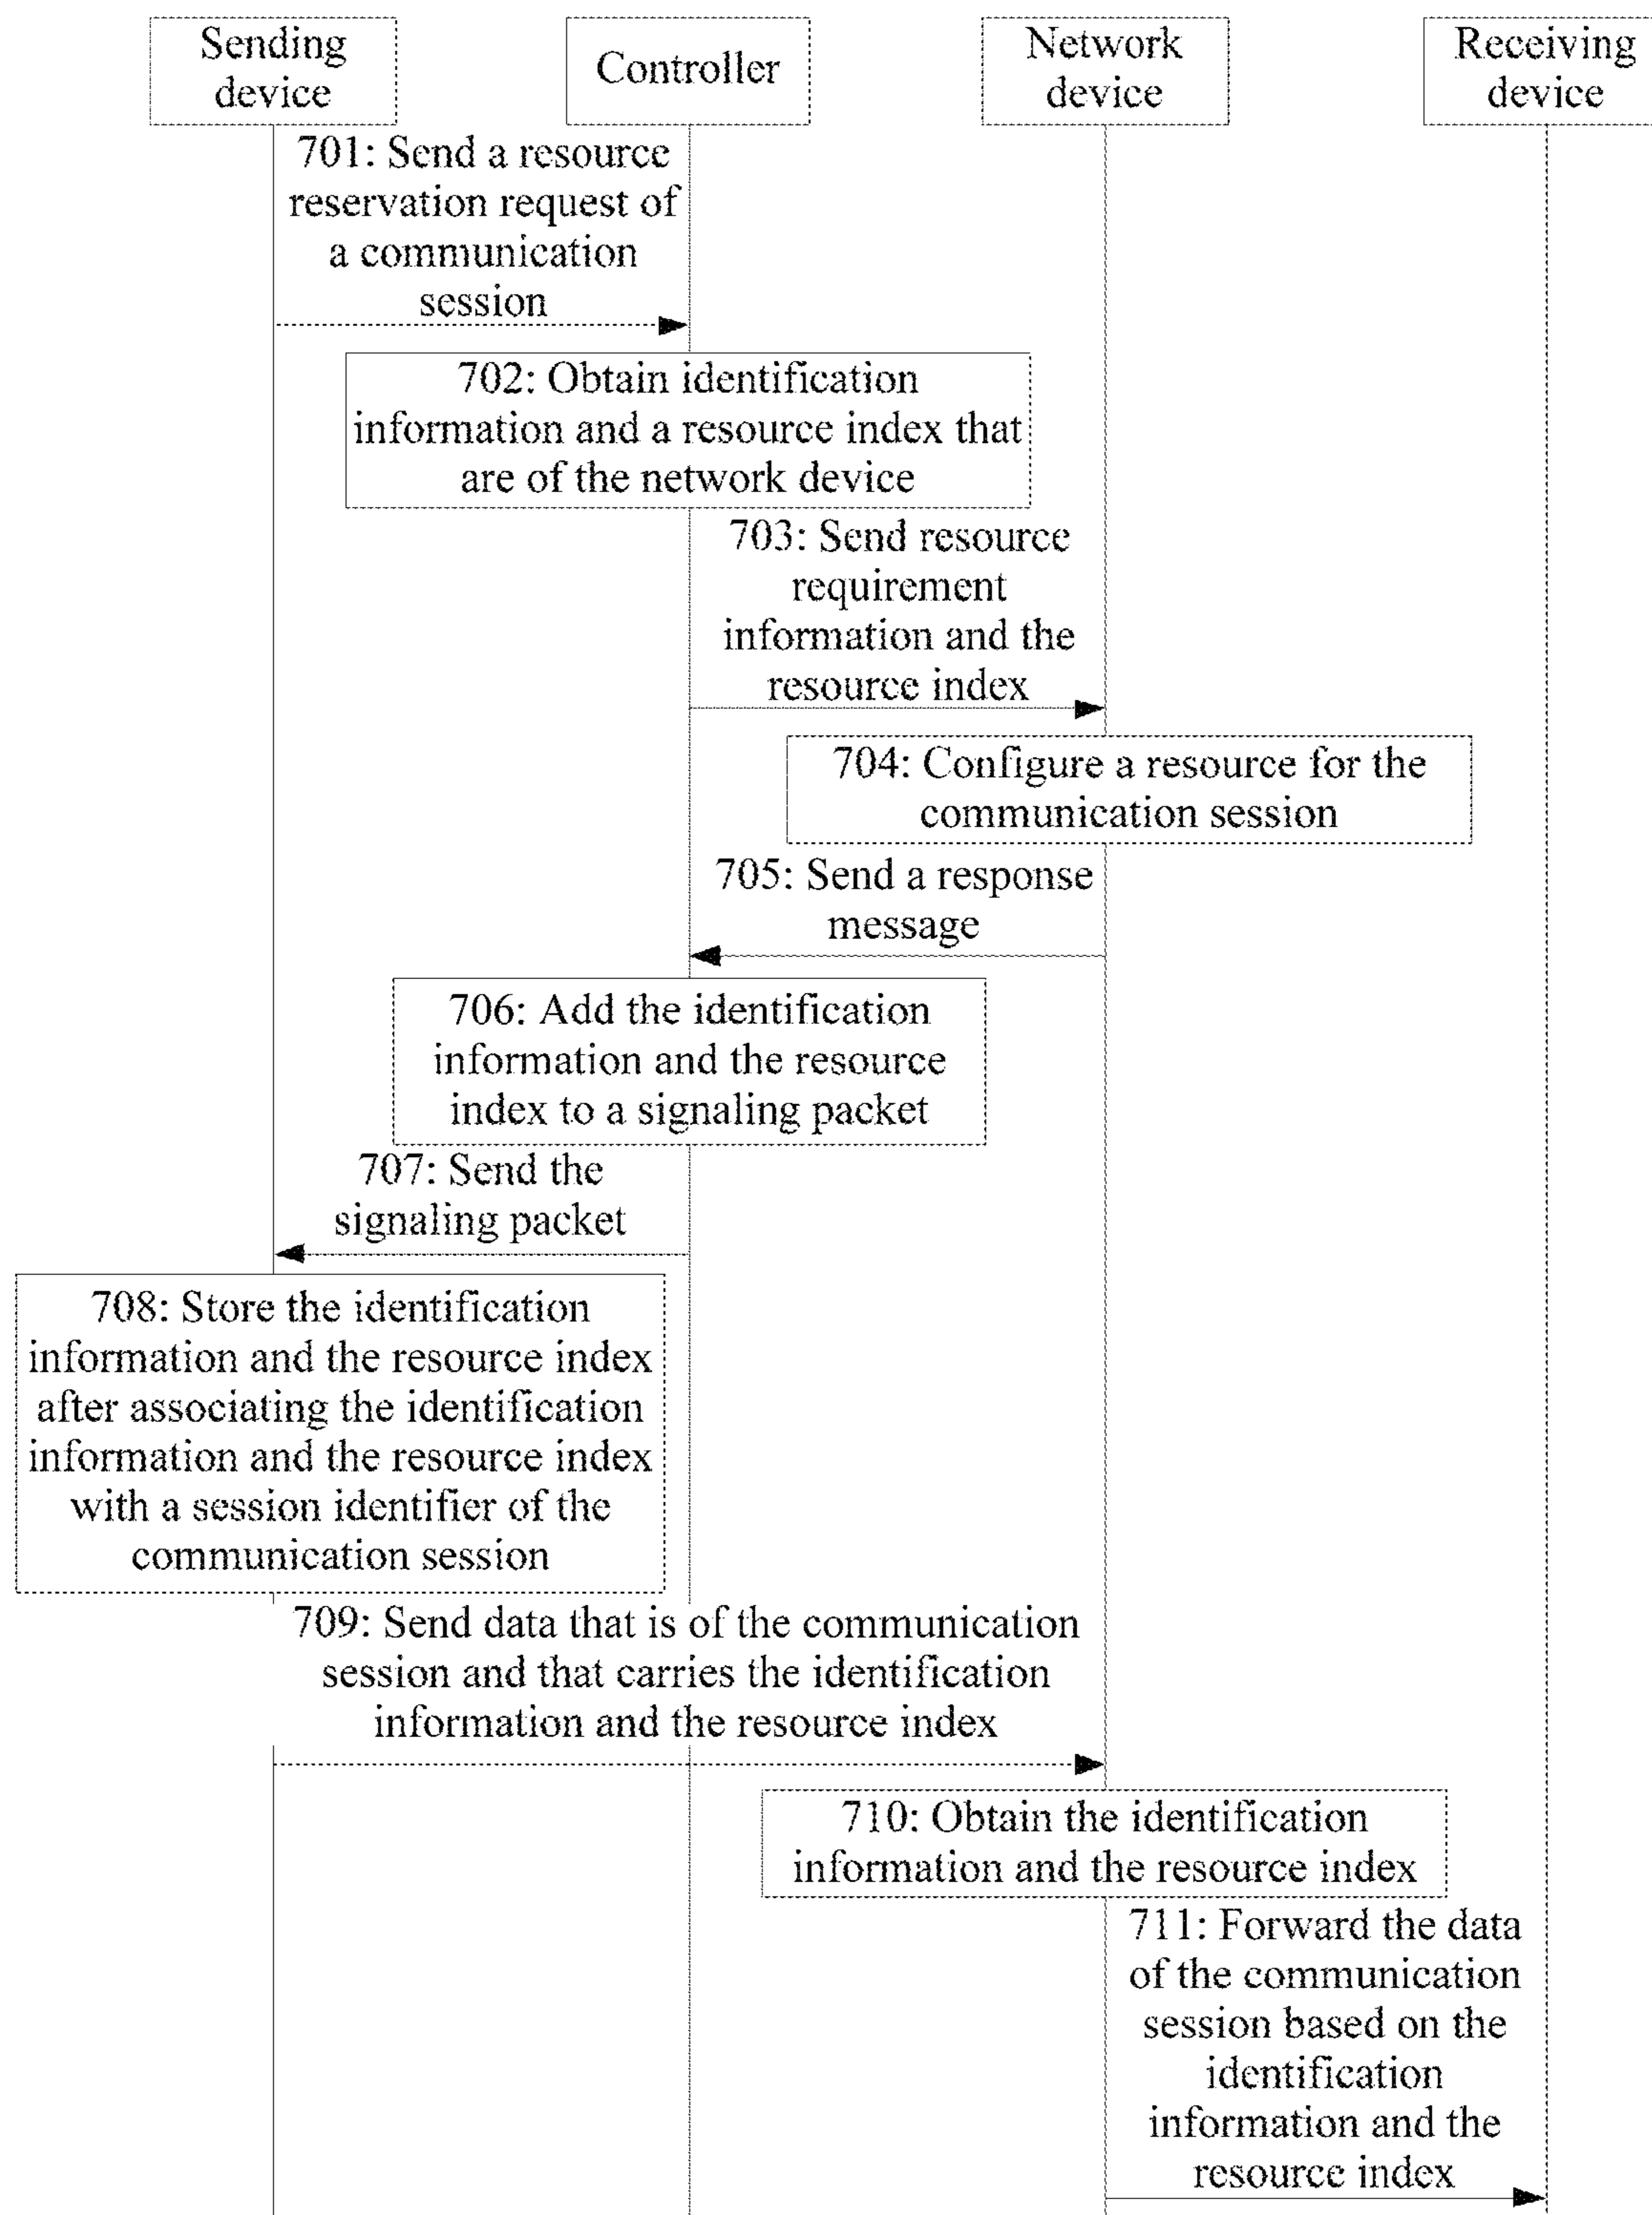 Sending
device
Controller
Network
device
Receiving
device
701: Send a resource
reservation request of
a communication
session
702: Obtain identification
information and a resource index that
are of the network device
703: Send resource
requirement
information and the
resource index
704: Configure a resource for the
communication session
705: Send a response
message
706: Add the identification
information and the resource
index to a signaling packet
707: Send the
signaling packet
708: Store the identification
information and the resource index
after associating the identification
information and the resource index
with a session identifier of the
communication session
709: Send data that is of the communication
session and that carries the identification
information and the resource index
710: Obtain the identification
information and the resource index
711: Forward the data
of the communication
session based on the
identification
information and the
resource index